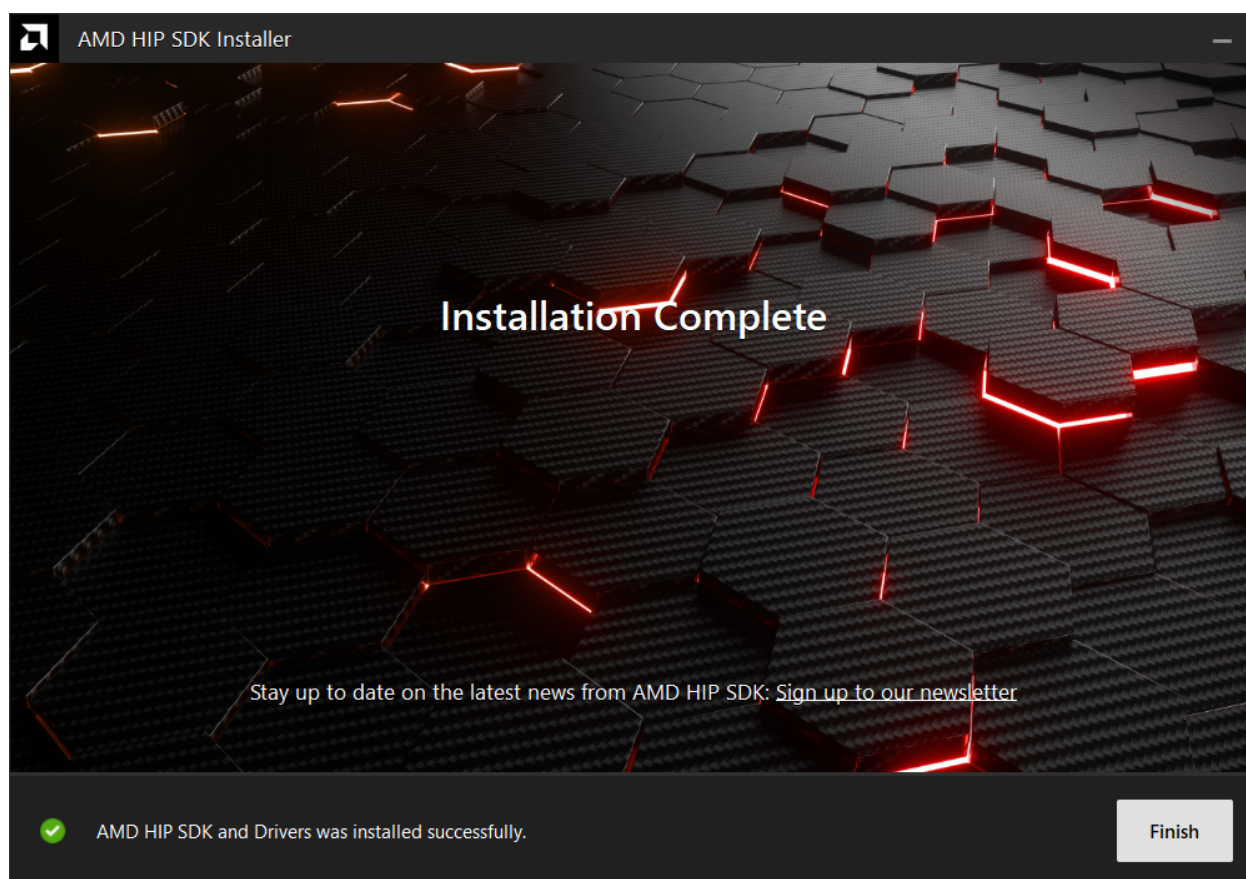 AMD HIP SDK Installer
Installation Complete
Stay up to date on the latest news from AMD HIP SDK: Sign up to our newsletter
AMD HIP SDK and Drivers was installed successfully.
Finish